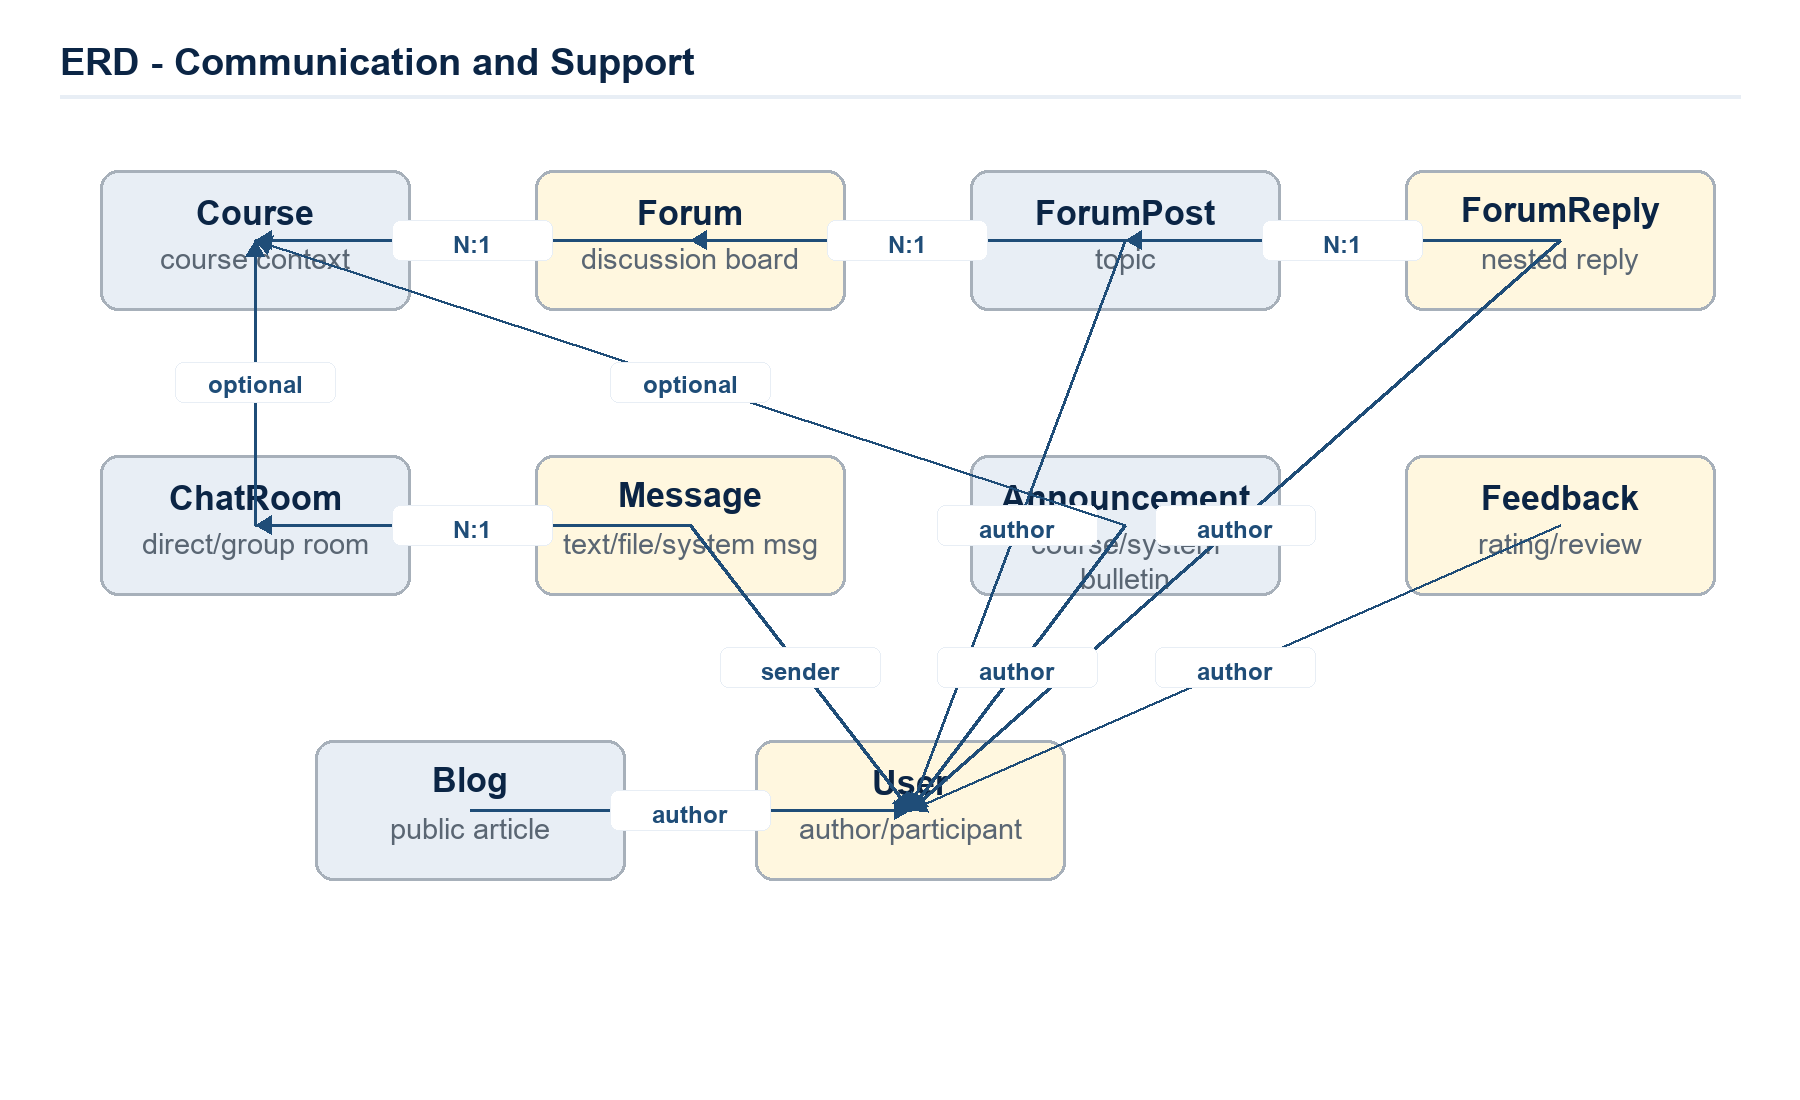 ERD - Communication and Support
Course
course context
N:1
Forum
discussion board
N:1
ForumPost
topic
N:1
ForumReply
nested reply
optional
optional
ChatRoom
direct/group room
N:1
Message
text/file/system msg
Announcement
course/system
bulletin
author
author
Feedback
rating/review
sender
author
author
Blog
public article
author
User
author/participant